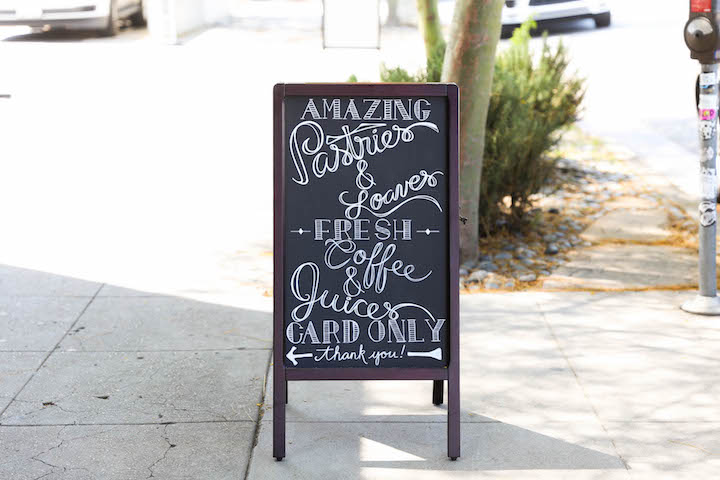 AMAZING
Pastries
&
Loaves
FRESH
Coffee
&
Juices
CARD ONLY
thank you!